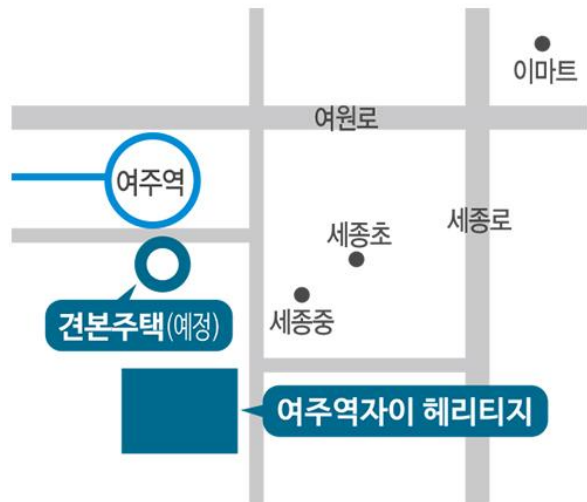 이마트
여원로
여주역
세종로
세종초
세종중
견본주택(예정)
여주역자이 헤리티지